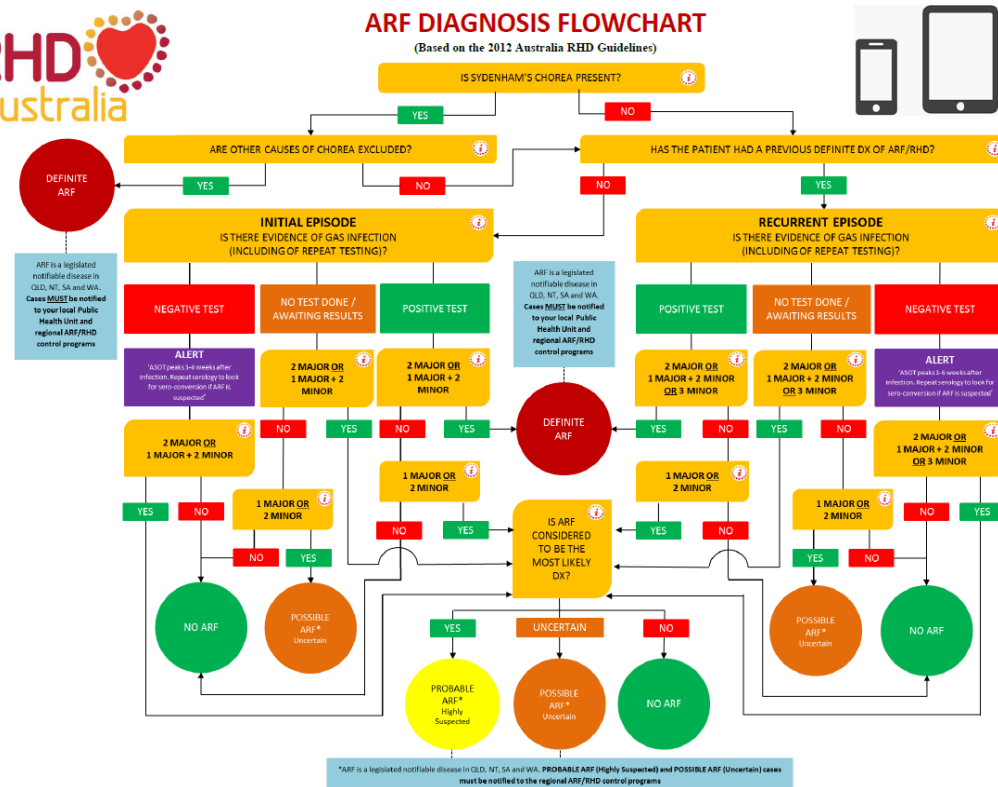 ARF DIAGNOSIS FLOWCHART
(Based on the 2012 Australia RHD Guidelines)
RHD
Australia
IS SYDENHAM'S CHOREA PRESENT?
YES
NO
ARE OTHER CAUSES OF CHOREA EXCLUDED?
HAS THE PATIENT HAD A PREVIOUS DEFINITE DX OF ARF/RHD?
YES
NO
NO
YES
DEFINITE
ARF
INITIAL EPISODE
IS THERE EVIDENCE OF GAS INFECTION
(INCLUDING OF REPEAT TESTING)?
RECURRENT EPISODE
IS THERE EVIDENCE OF GAS INFECTION
(INCLUDING OF REPEAT TESTING)?
ARF is a legislated
notifiable disease in
QLD, NT, SA and WA.
Cases MUST be notified
to your local Public
Health Unit and
regional ARF/RHD
control programs
ARF is a legislated
notifiable disease in
QLD, NT, SA and WA.
Cases MUST be notified
to your local Public
Health Unit and
regional ARF/RHD
control programs
NEGATIVE TEST
NO TEST DONE /
AWAITING RESULTS
POSITIVE TEST
POSITIVE TEST
NO TEST DONE /
AWAITING RESULTS
NEGATIVE TEST
ALERT
'ASOT peaks 3-6 weeks after
infection. Repeat serology to look
for sero-conversion if ARF is
suspected'
2 MAJOR OR
1 MAJOR + 2
MINOR
2 MAJOR OR
1 MAJOR + 2
MINOR
2 MAJOR OR
1 MAJOR + 2 MINOR
OR 3 MINOR
2 MAJOR OR
1 MAJOR + 2 MINOR
OR 3 MINOR
ALERT
'ASOT peaks 3-6 weeks after
infection. Repeat serology to look for
sero-conversion if ARF is suspected'
NO
YES
NO
YES
DEFINITE
ARF
YES
NO
YES
NO
2 MAJOR OR
1 MAJOR + 2 MINOR
2 MAJOR OR
1 MAJOR + 2 MINOR
OR 3 MINOR
1 MAJOR OR
2 MINOR
1 MAJOR OR
2 MINOR
YES
NO
1 MAJOR OR
2 MINOR
1 MAJOR OR
2 MINOR
NO
YES
NO
YES
IS ARF
CONSIDERED
TO BE THE
MOST LIKELY
DX?
YES
NO
NO
YES
YES
NO
NO ARF
POSSIBLE
ARF*
Uncertain
POSSIBLE
ARF*
Uncertain
NO ARF
YES
UNCERTAIN
NO
PROBABLE
ARF*
Highly
Suspected
POSSIBLE
ARF*
Uncertain
NO ARF
*ARF is a legislated notifiable disease in QLD, NT, SA and WA. PROBABLE ARF (Highly Suspected) and POSSIBLE ARF (Uncertain) cases
must be notified to the regional ARF/RHD control programs